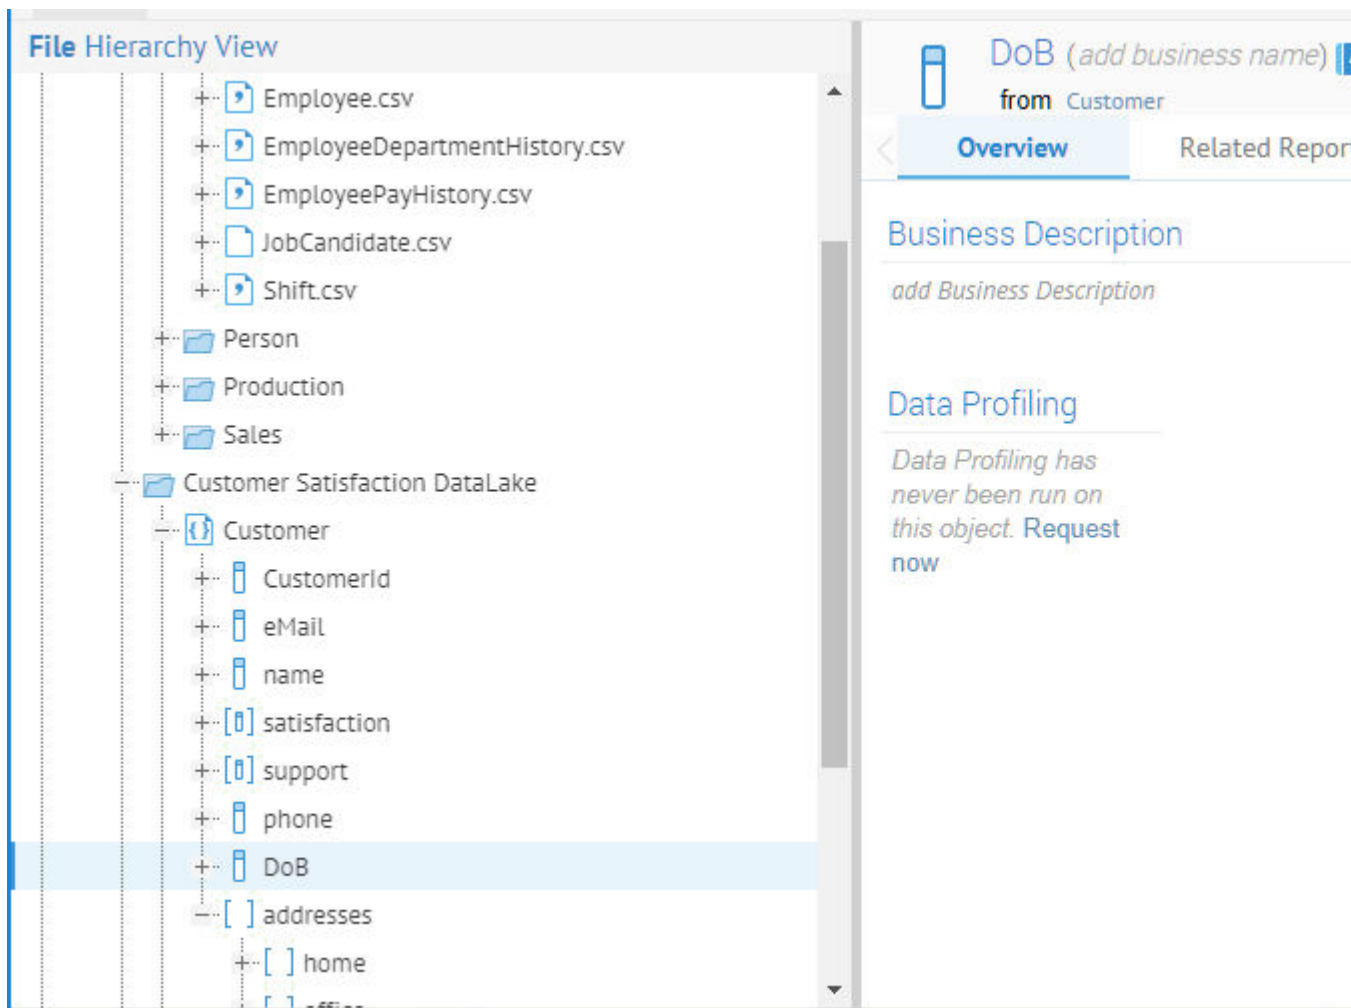 File Hierarchy View
Employee.csv
EmployeeDepartmentHistory.csv
EmployeePayHistory.csv
JobCandidate.csv
Shift.csv
Person
Production
Sales
Customer Satisfaction DataLake
Customer
CustomerId
eMail
name
satisfaction
support
phone
DoB
addresses
home
DoB (add business name)
from Customer
Overview
Related Repor
Business Description
add Business Description
Data Profiling
Data Profiling has
never been run on
this object. Request
now